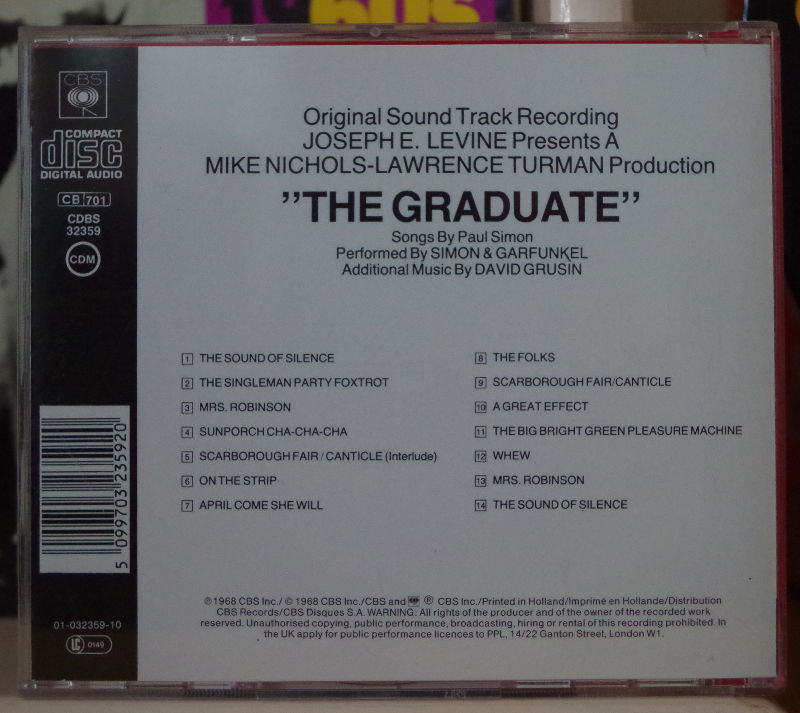 1960s
CBS
COMPACT
disc
DIGITAL AUDIO
CB 701
CDBS
32359
CDM
5 099703 235920
01-032359-10
LC 0149
Original Sound Track Recording
JOSEPH E. LEVINE Presents A
MIKE NICHOLS-LAWRENCE TURMAN Production
”THE GRADUATE”
Songs By Paul Simon
Performed By SIMON & GARFUNKEL
Additional Music By DAVID GRUSIN
1 THE SOUND OF SILENCE
2 THE SINGLEMAN PARTY FOXTROT
3 MRS. ROBINSON
4 SUNPORCH CHA-CHA-CHA
5 SCARBOROUGH FAIR / CANTICLE (Interlude)
6 ON THE STRIP
7 APRIL COME SHE WILL
8 THE FOLKS
9 SCARBOROUGH FAIR/CANTICLE
10 A GREAT EFFECT
11 THE BIG BRIGHT GREEN PLEASURE MACHINE
12 WHEW
13 MRS. ROBINSON
14 THE SOUND OF SILENCE
℗ 1968 CBS Inc./ © 1968 CBS Inc./CBS and ® CBS Inc./Printed in Holland/Imprimé en Hollande/Distribution
CBS Records/CBS Disques S.A. WARNING: All rights of the producer and of the owner of the recorded work
reserved. Unauthorised copying, public performance, broadcasting, hiring or rental of this recording prohibited. In
the UK apply for public performance licences to PPL, 14/22 Ganton Street, London W1.